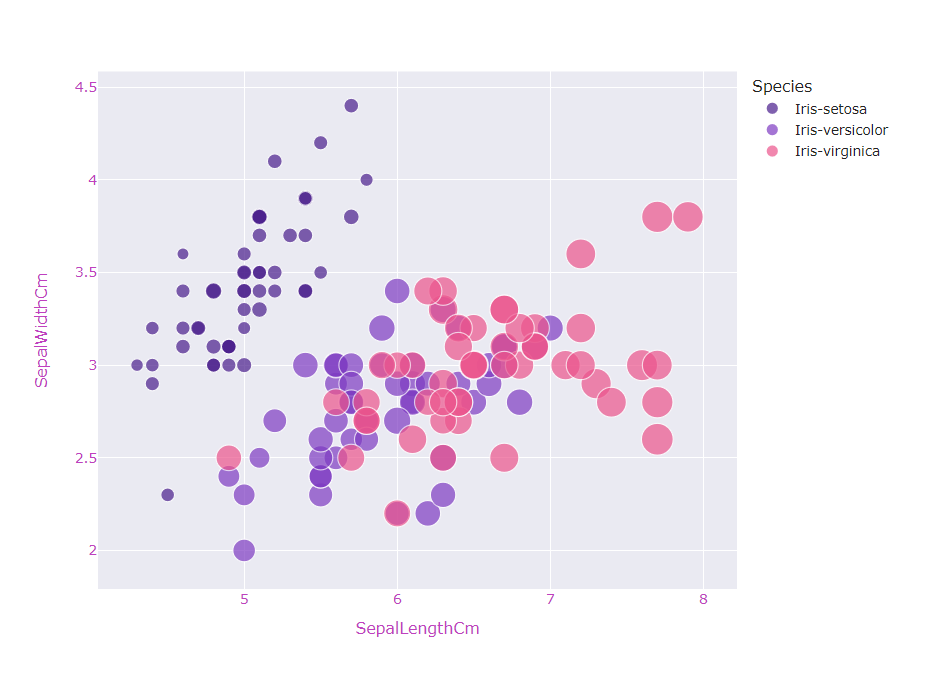 4.5
4
3.5
3
2.5
2
SepalWidthCm
5
6
7
8
SepalLengthCm
Species
Iris-setosa
Iris-versicolor
Iris-virginica